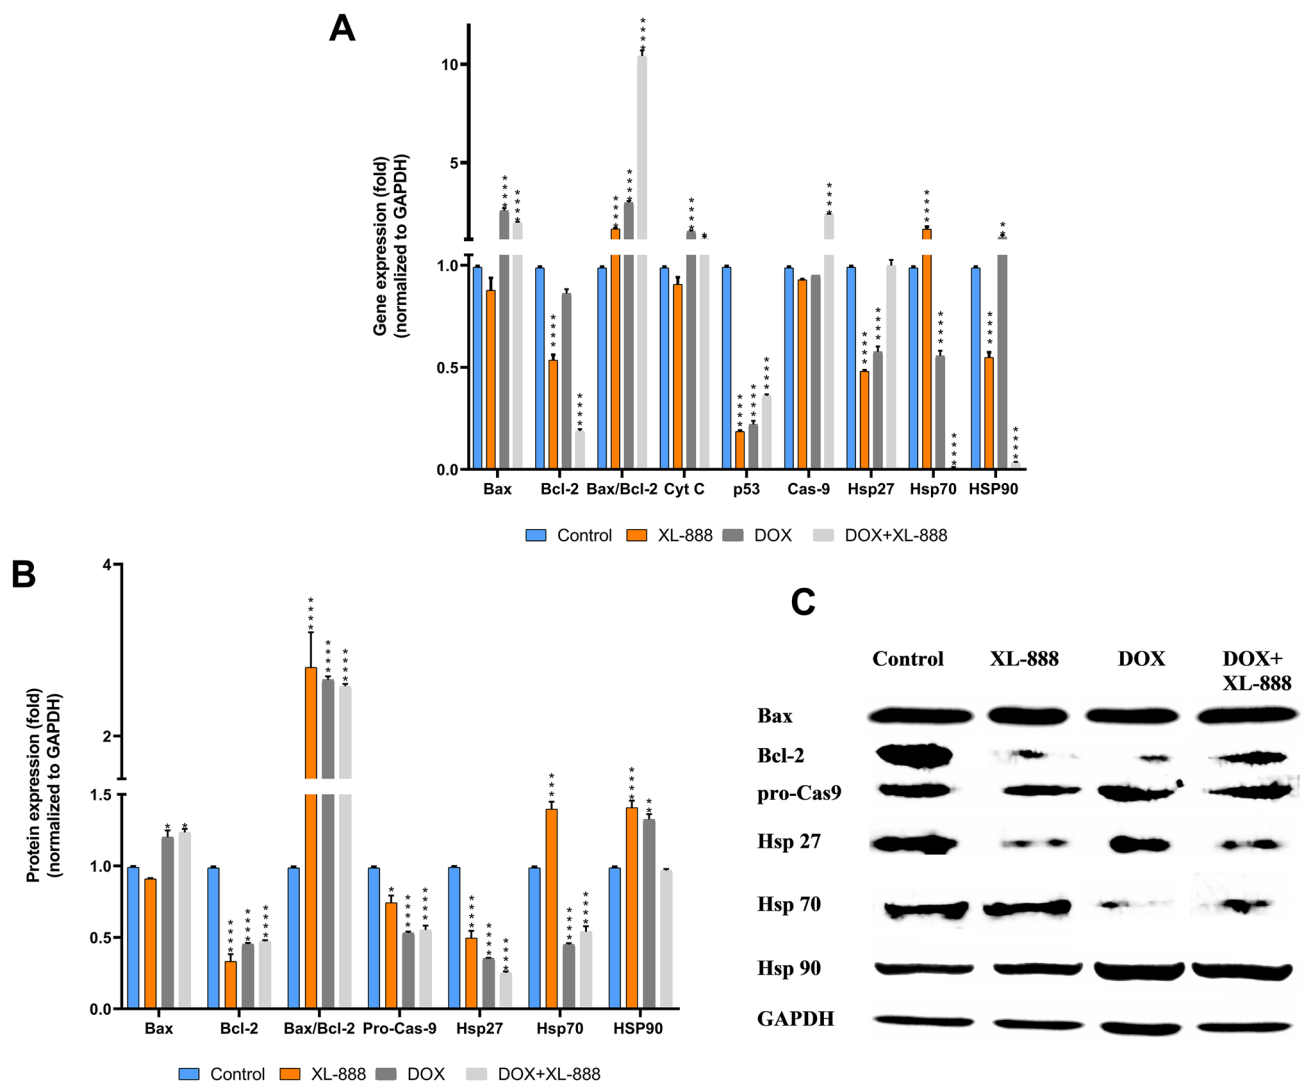 A
Gene expression (fold)
(normalized to GAPDH)
10
5
1.0
0.5
0.0
Bax Bcl-2 Bax/Bcl-2 Cyt C p53 Cas-9 Hsp27 Hsp70 HSP90
Control XL-888 DOX DOX+XL-888
B
Protein expression (fold)
(normalized to GAPDH)
4
2
1.5
1.0
0.5
0.0
Bax Bcl-2 Bax/Bcl-2 Pro-Cas-9 Hsp27 Hsp70 HSP90
Control XL-888 DOX DOX+XL-888
C
Control XL-888 DOX DOX+
XL-888
Bax
Bcl-2
pro-Cas9
Hsp 27
Hsp 70
Hsp 90
GAPDH